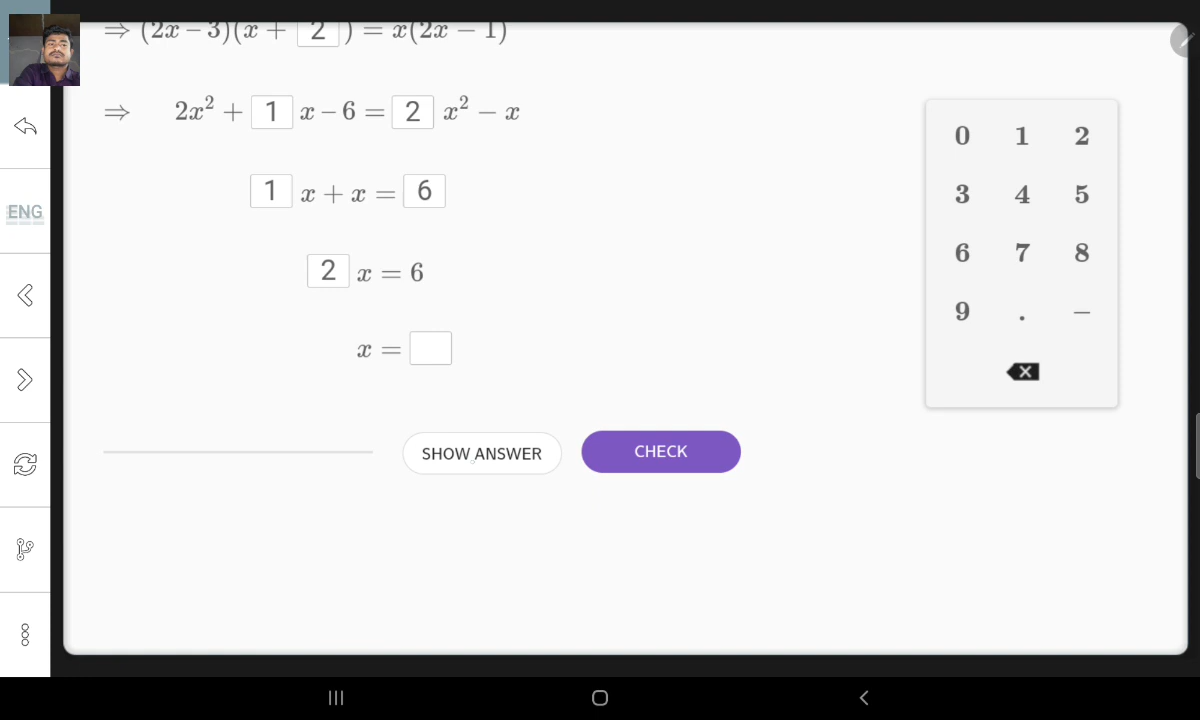 ⇒ (2x − 3)(x + 2) = x(2x − 1)
⇒ 2x² + 1 x − 6 = 2 x² − x
1 x + x = 6
2 x = 6
x =
SHOW ANSWER
CHECK
ENG
0 1 2
3 4 5
6 7 8
9 . −